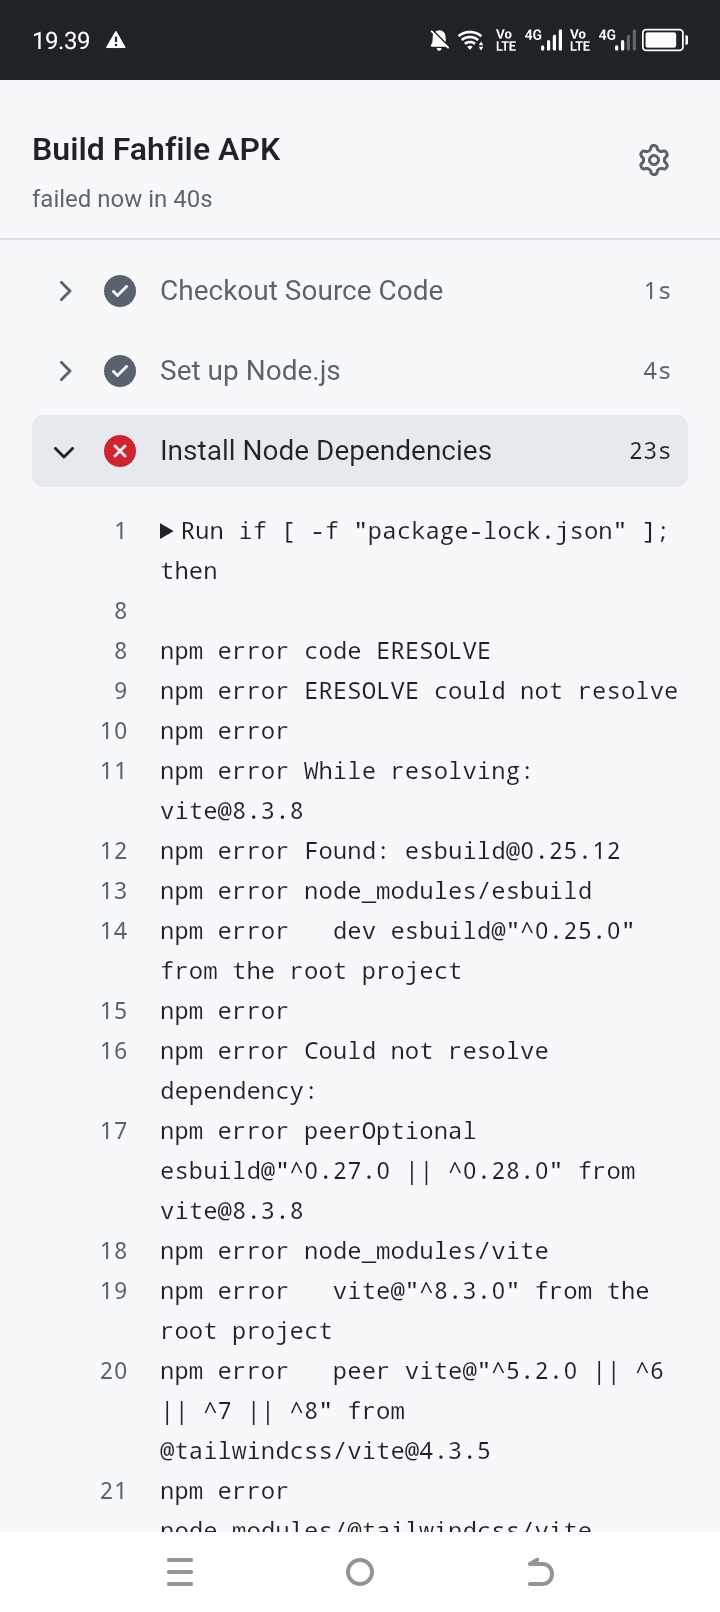 19.39
Vo
LTE
4G
Vo
LTE
4G
Build Fahfile APK
failed now in 40s
Checkout Source Code 1s
Set up Node.js 4s
Install Node Dependencies 23s
1 Run if [ -f "package-lock.json" ];
then
8
8 npm error code ERESOLVE
9 npm error ERESOLVE could not resolve
10 npm error
11 npm error While resolving:
vite@8.3.8
12 npm error Found: esbuild@0.25.12
13 npm error node_modules/esbuild
14 npm error   dev esbuild@"^0.25.0"
from the root project
15 npm error
16 npm error Could not resolve
dependency:
17 npm error peerOptional
esbuild@"^0.27.0 || ^0.28.0" from
vite@8.3.8
18 npm error node_modules/vite
19 npm error   vite@"^8.3.0" from the
root project
20 npm error   peer vite@"^5.2.0 || ^6
|| ^7 || ^8" from
@tailwindcss/vite@4.3.5
21 npm error
node_modules/@tailwindcss/vite